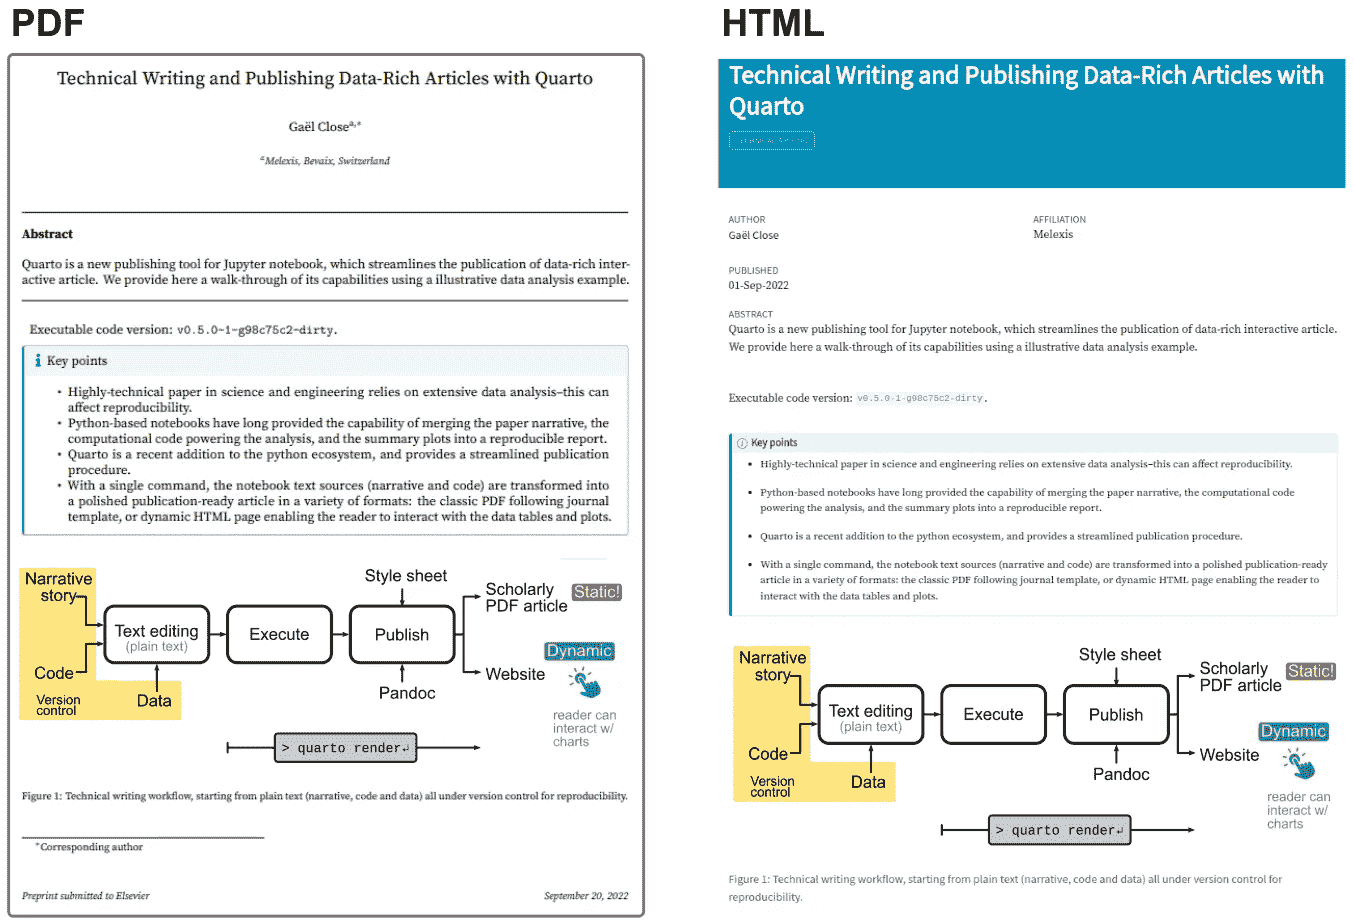 PDF
Technical Writing and Publishing Data-Rich Articles with Quarto
Gaël Closeᵃ,*
ᵃMelexis, Bevaix, Switzerland
Abstract
Quarto is a new publishing tool for Jupyter notebook, which streamlines the publication of data-rich inter-
active article. We provide here a walk-through of its capabilities using a illustrative data analysis example.
Executable code version: v0.5.0-1-g98c75c2-dirty.
Key points
• Highly-technical paper in science and engineering relies on extensive data analysis–this can
affect reproducibility.
• Python-based notebooks have long provided the capability of merging the paper narrative, the
computational code powering the analysis, and the summary plots into a reproducible report.
• Quarto is a recent addition to the python ecosystem, and provides a streamlined publication
procedure.
• With a single command, the notebook text sources (narrative and code) are transformed into
a polished publication-ready article in a variety of formats: the classic PDF following journal
template, or dynamic HTML page enabling the reader to interact with the data tables and plots.
Narrative
story
Code
Version
control
Text editing
(plain text)
Data
Execute
Style sheet
Publish
Pandoc
Scholarly
PDF article
Static!
Dynamic
Website
reader can
interact w/
charts
> quarto render↵
Figure 1: Technical writing workflow, starting from plain text (narrative, code and data) all under version control for reproducibility.
*Corresponding author
Preprint submitted to Elsevier
September 20, 2022
HTML
Technical Writing and Publishing Data-Rich Articles with
Quarto
AUTHOR
Gaël Close
AFFILIATION
Melexis
PUBLISHED
01-Sep-2022
ABSTRACT
Quarto is a new publishing tool for Jupyter notebook, which streamlines the publication of data-rich interactive article.
We provide here a walk-through of its capabilities using a illustrative data analysis example.
Executable code version: v0.5.0-1-g98c75c2-dirty.
Key points
• Highly-technical paper in science and engineering relies on extensive data analysis–this can affect reproducibility.
• Python-based notebooks have long provided the capability of merging the paper narrative, the computational code
powering the analysis, and the summary plots into a reproducible report.
• Quarto is a recent addition to the python ecosystem, and provides a streamlined publication procedure.
• With a single command, the notebook text sources (narrative and code) are transformed into a polished publication-ready
article in a variety of formats: the classic PDF following journal template, or dynamic HTML page enabling the reader to
interact with the data tables and plots.
Narrative
story
Code
Version
control
Text editing
(plain text)
Data
Execute
Style sheet
Publish
Pandoc
Scholarly
PDF article
Static!
Dynamic
Website
reader can
interact w/
charts
> quarto render↵
Figure 1: Technical writing workflow, starting from plain text (narrative, code and data) all under version control for
reproducibility.